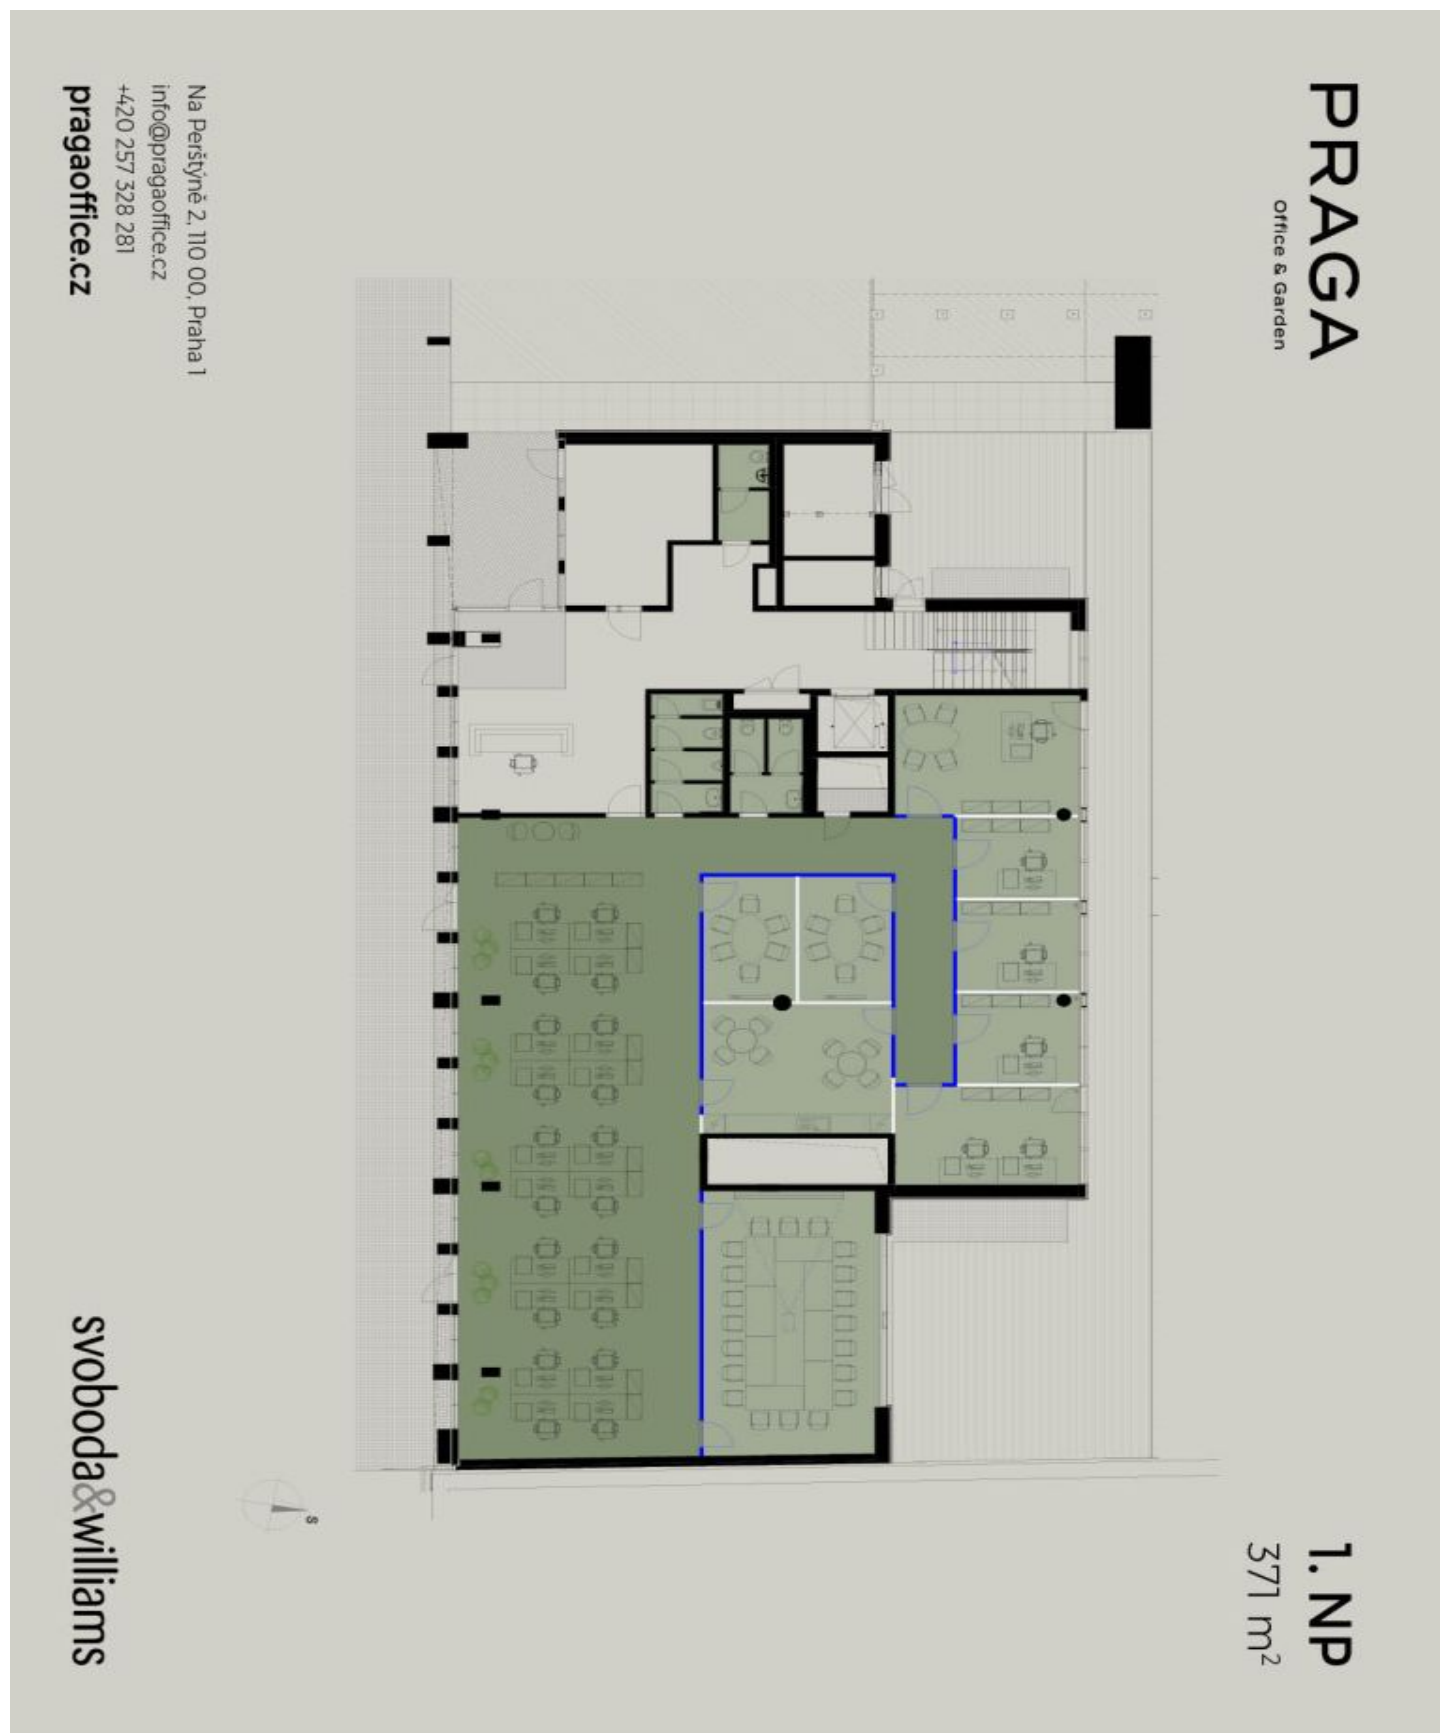 PRAGA
Office & Garden
1. NP
371 m²
Na Perštýně 2, 110 00, Praha 1
info@pragaoffice.cz
+420 257 328 281
pragaoffice.cz
svoboda&williams
S